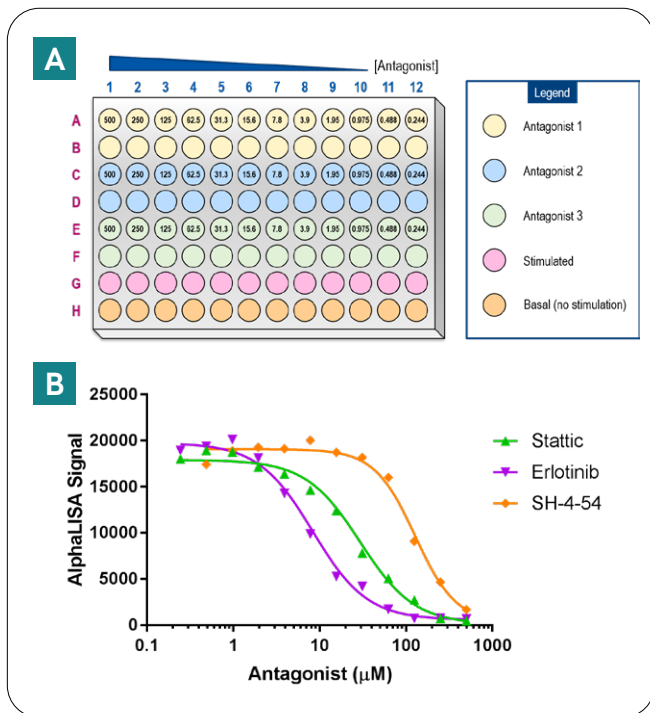 A
[Antagonist]
1 2 3 4 5 6 7 8 9 10 11 12
A 500 250 125 62.5 31.3 15.6 7.8 3.9 1.95 0.975 0.488 0.244
B
C 500 250 125 62.5 31.3 15.6 7.8 3.9 1.95 0.975 0.488 0.244
D
E 500 250 125 62.5 31.3 15.6 7.8 3.9 1.95 0.975 0.488 0.244
F
G
H
Legend
Antagonist 1
Antagonist 2
Antagonist 3
Stimulated
Basal (no stimulation)
B
25000
20000
15000
10000
5000
0
AlphaLISA Signal
0.1 1 10 100 1000
Antagonist (μM)
Stattic
Erlotinib
SH-4-54